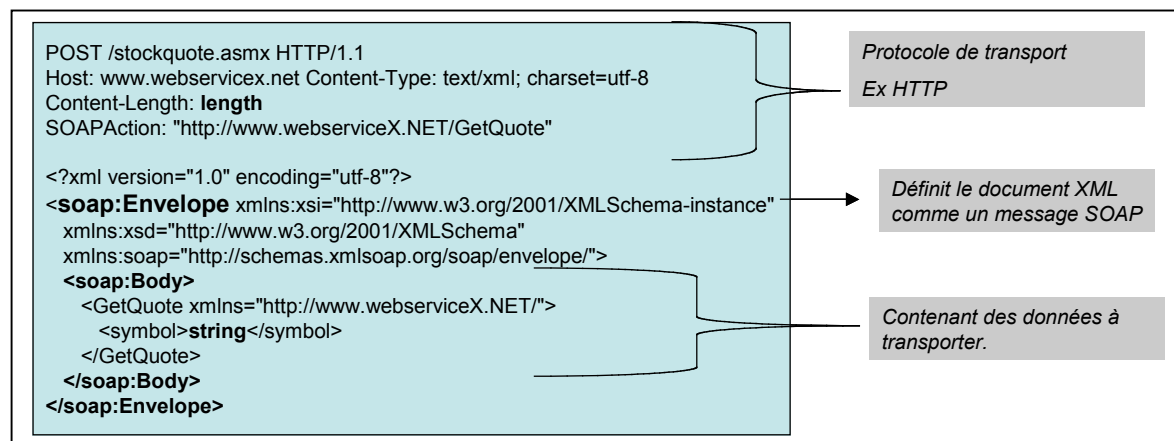 POST /stockquote.asmx HTTP/1.1
Host: www.webservicex.net Content-Type: text/xml; charset=utf-8
Content-Length: length
SOAPAction: "http://www.webserviceX.NET/GetQuote"
<?xml version="1.0" encoding="utf-8"?>
<soap:Envelope xmlns:xsi="http://www.w3.org/2001/XMLSchema-instance"
xmlns:xsd="http://www.w3.org/2001/XMLSchema"
xmlns:soap="http://schemas.xmlsoap.org/soap/envelope/">
<soap:Body>
<GetQuote xmlns="http://www.webserviceX.NET/">
<symbol>string</symbol>
</GetQuote>
</soap:Body>
</soap:Envelope>
Protocole de transport
Ex HTTP
Définit le document XML
comme un message SOAP
Contenant des données à
transporter.